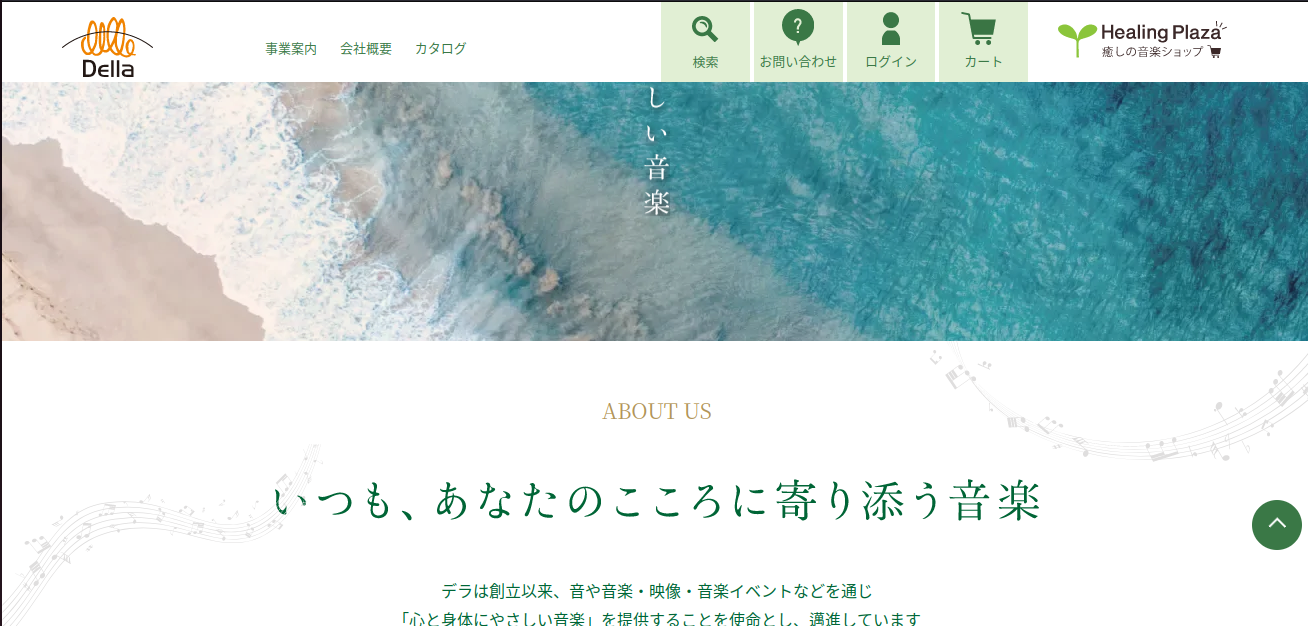 Della
事業案内
会社概要
カタログ
検索
お問い合わせ
ログイン
カート
Healing Plaza
癒しの音楽ショップ
しい音楽
ABOUT US
いつも、あなたのこころに寄り添う音楽
デラは創立以来、音や音楽・映像・音楽イベントなどを通じ
「心と身体にやさしい音楽」を提供することを使命とし、邁進しています